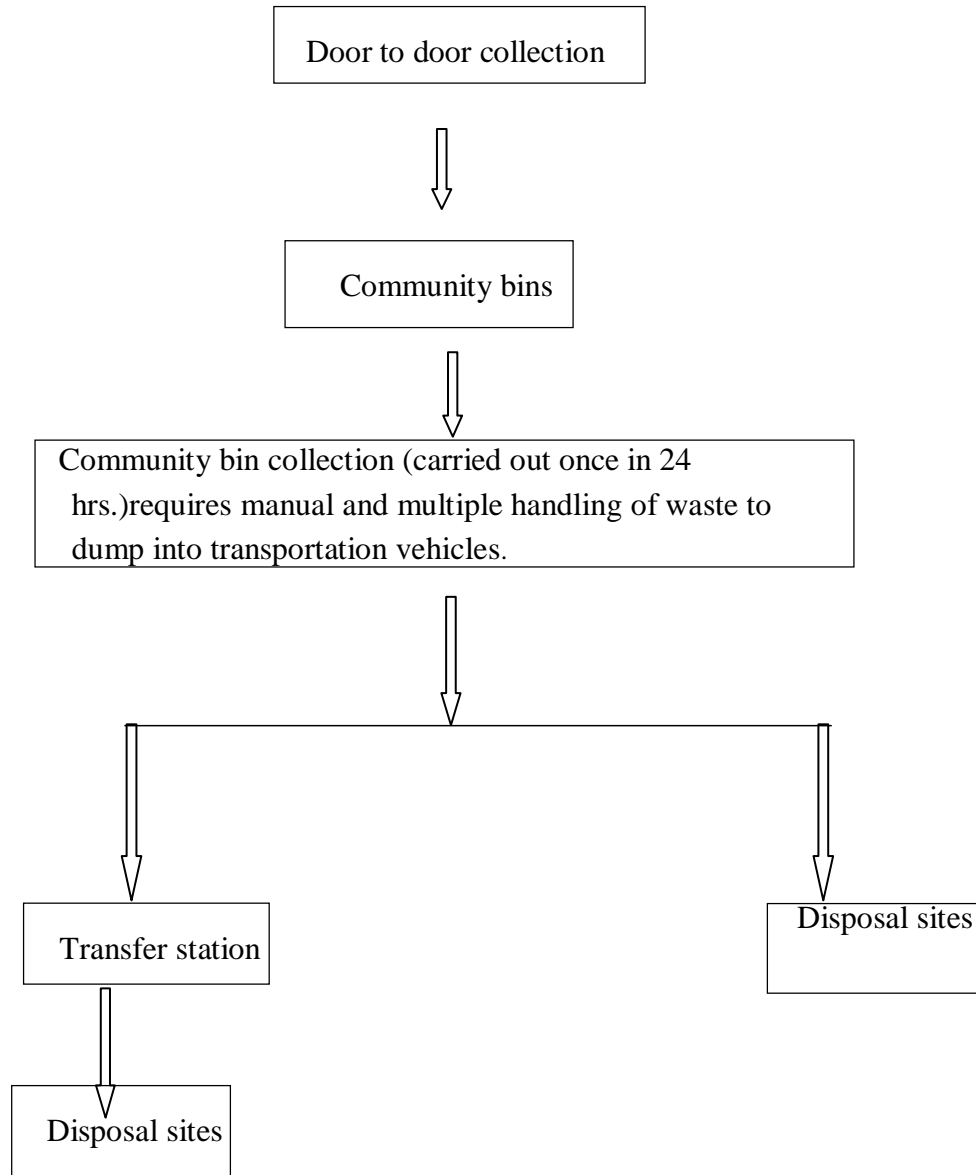 Door to door collection
Community bins
Community bin collection (carried out once in 24
hrs.)requires manual and multiple handling of waste to
dump into transportation vehicles.
Transfer station
Disposal sites
Disposal sites